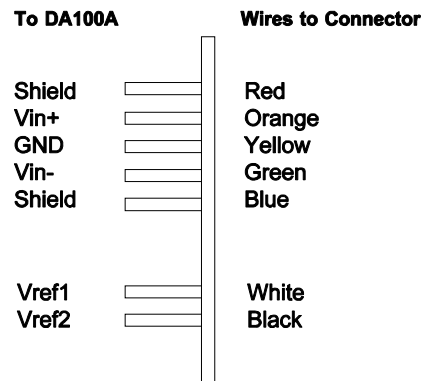 To DA100A Wires to Connector
Shield Red
Vin+ Orange
GND Yellow
Vin- Green
Shield Blue
Vref1 White
Vref2 Black